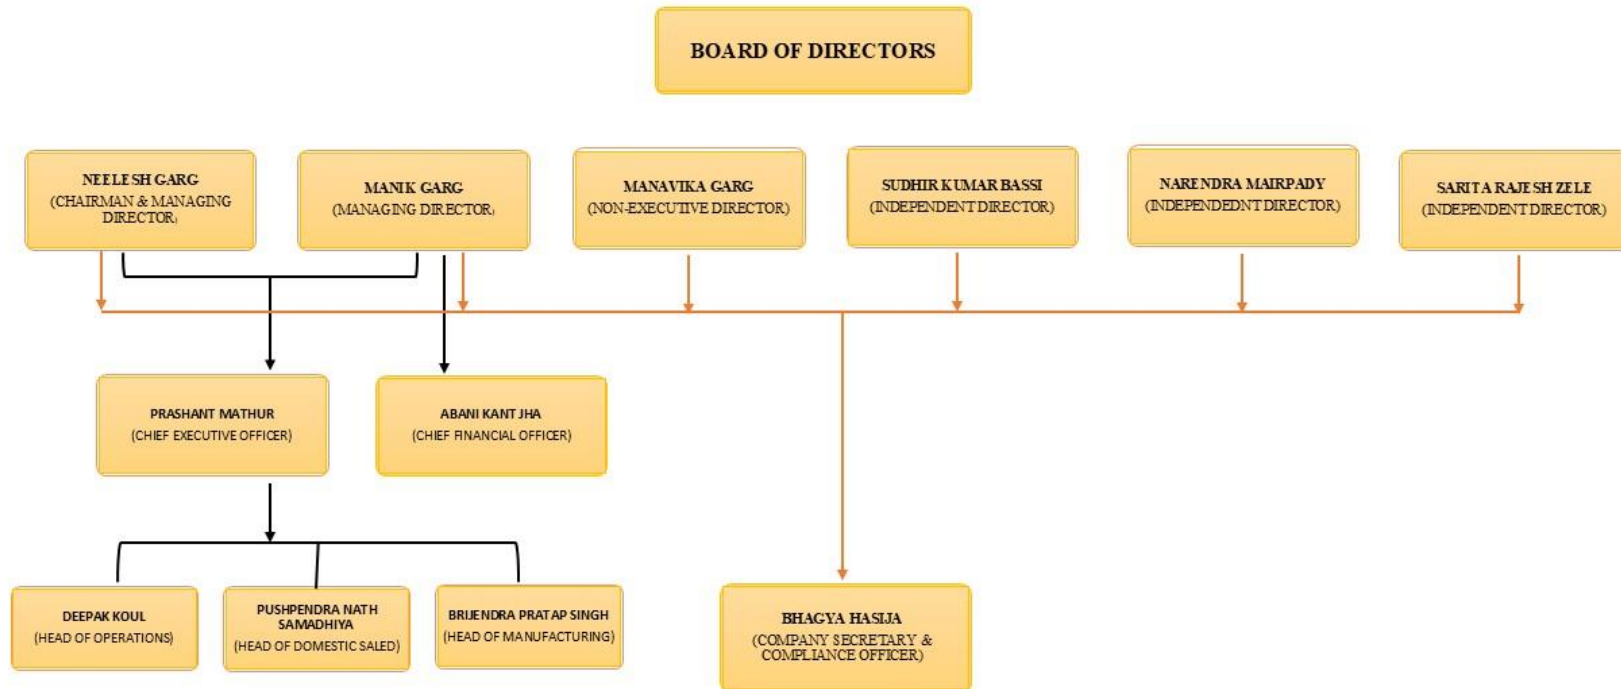 BOARD OF DIRECTORS
NEELESH GARG
(CHAIRMAN & MANAGING
DIRECTOR)
MANIK GARG
(MANAGING DIRECTOR)
MANAVIKA GARG
(NON-EXECUTIVE DIRECTOR)
SUDHIR KUMAR BASSI
(INDEPENDENT DIRECTOR)
NARENDRA MAIRPADY
(INDEPENDEDNT DIRECTOR)
SARITA RAJESH ZELE
(INDEPENDENT DIRECTOR)
PRASHANT MATHUR
(CHIEF EXECUTIVE OFFICER)
ABANI KANT JHA
(CHIEF FINANCIAL OFFICER)
DEEPAK KOUL
(HEAD OF OPERATIONS)
PUSHPENDRA NATH
SAMADHIYA
(HEAD OF DOMESTIC SALED)
BRIJENDRA PRATAP SINGH
(HEAD OF MANUFACTURING)
BHAGYA HASIJA
(COMPANY SECRETARY &
COMPLIANCE OFFICER)